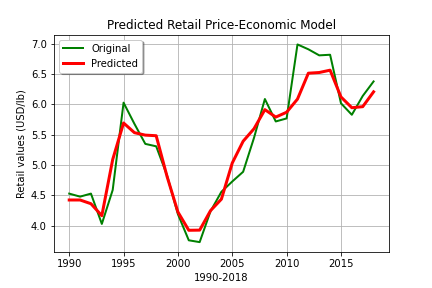 Predicted Retail Price-Economic Model
Original
Predicted
Retail values (USD/lb)
7.0
6.5
6.0
5.5
5.0
4.5
4.0
1990 1995 2000 2005 2010 2015
1990-2018